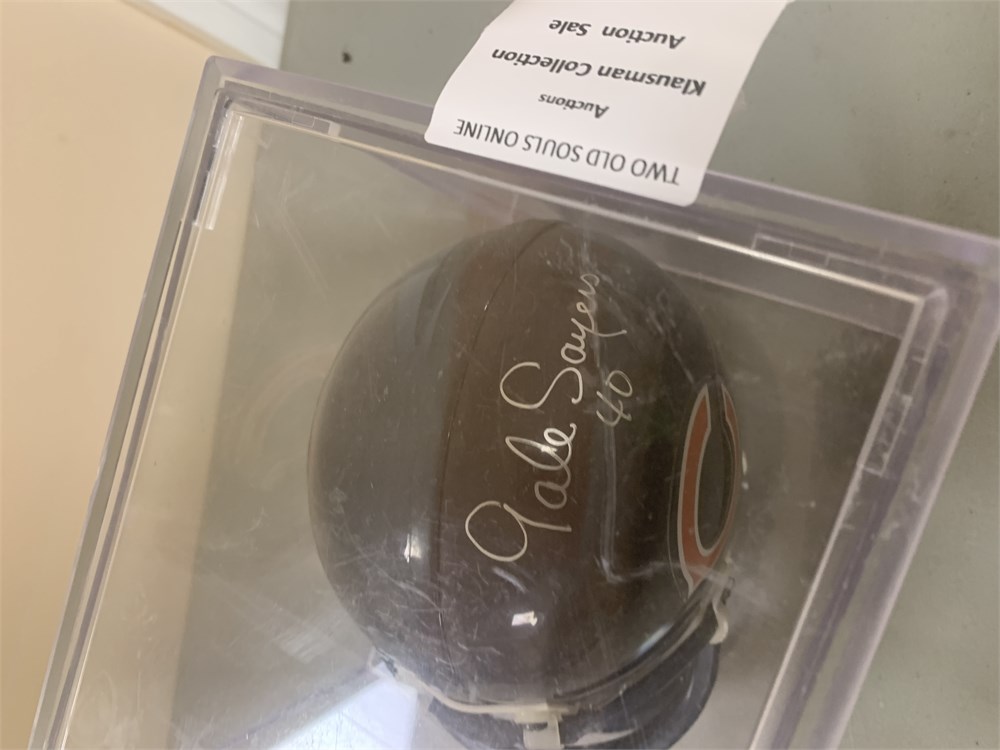 TWO OLD SOULS ONLINE
Auctions
Klausman Collection
Auction Sale
Gale Sayers
40